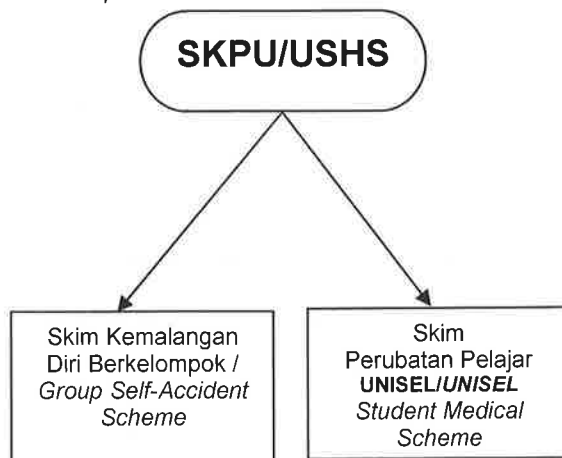 SKPU/USHS
Skim Kemalangan
Diri Berkelompok /
Group Self-Accident
Scheme
Skim
Perubatan Pelajar
UNISEL/UNISEL
Student Medical
Scheme